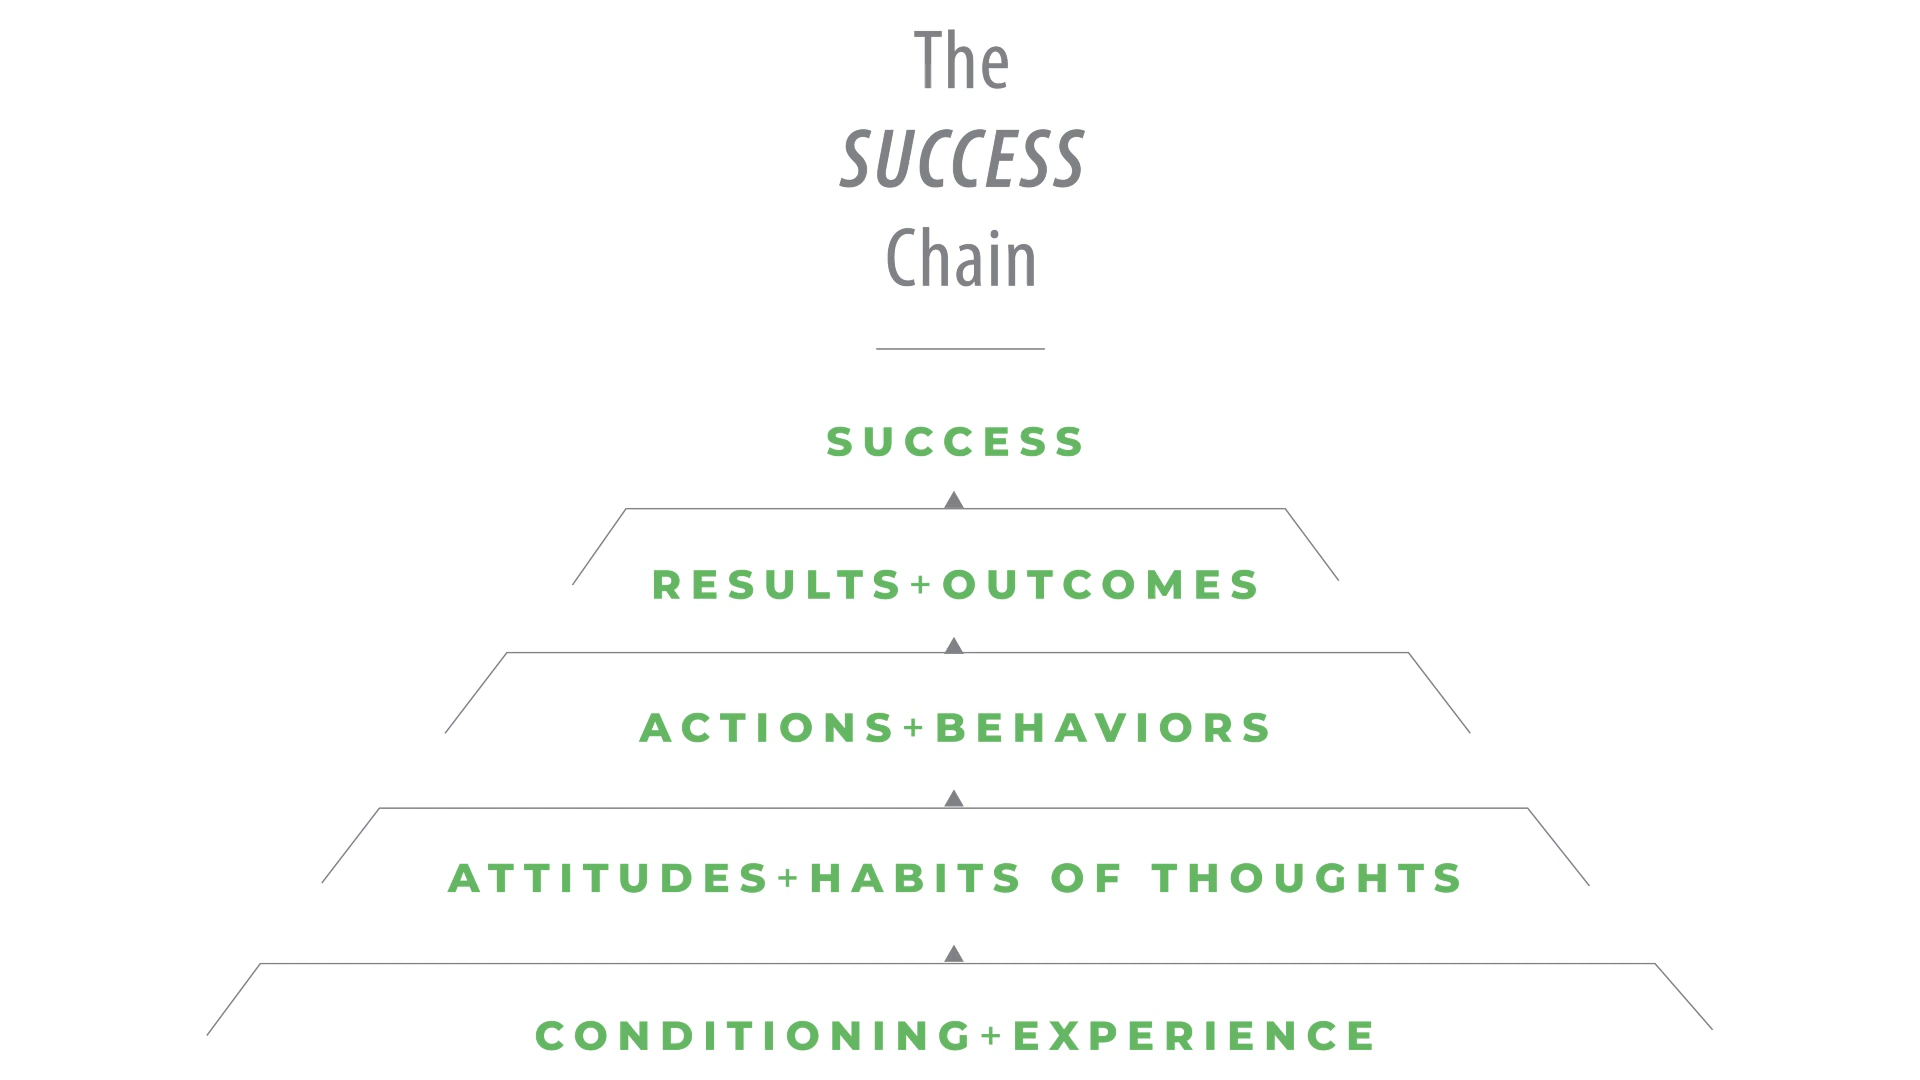 The
SUCCESS
Chain
SUCCESS
RESULTS+OUTCOMES
ACTIONS+BEHAVIORS
ATTITUDES+HABITS OF THOUGHTS
CONDITIONING+EXPERIENCE